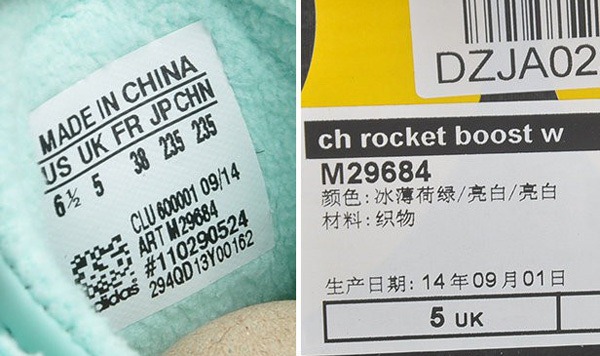 MADE IN CHINA
US UK FR JP CHN
6½ 5 38 235 235
CLU 600001 09/14
ART M29684
#110290524
294QD13Y00162
adidas
DZJA02
ch rocket boost w
M29684
颜色:冰薄荷绿/亮白/亮白
材料:织物
生产日期:14年09月01日
5 UK